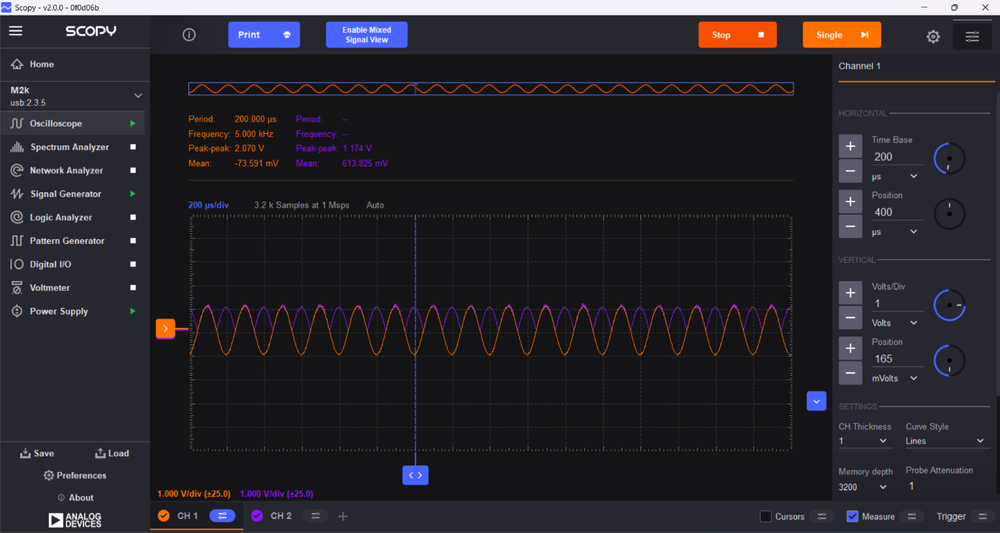 Scopy - v2.0.0 - 0f0d06b
SCOPY
Print
Enable Mixed
Signal View
Stop
Single
Home
M2k
usb:2.3.5
Oscilloscope
Spectrum Analyzer
Network Analyzer
Signal Generator
Logic Analyzer
Pattern Generator
Digital I/O
Voltmeter
Power Supply
Save
Load
Preferences
About
ANALOG
DEVICES
Period: 200.000 µs Period: --
Frequency: 5.000 kHz Frequency: --
Peak-peak: 2.070 V Peak-peak: 1.174 V
Mean: -73.591 mV Mean: 613.825 mV
200 µs/div 3.2 k Samples at 1 Msps Auto
1.000 V/div (±25.0) 1.000 V/div (±25.0)
CH 1
CH 2
Cursors
Measure
Trigger
Channel 1
HORIZONTAL
Time Base
200
µs
Position
400
µs
VERTICAL
Volts/Div
1
Volts
Position
165
mVolts
SETTINGS
CH Thickness Curve Style
1 Lines
Memory depth Probe Attenuation
3200 1